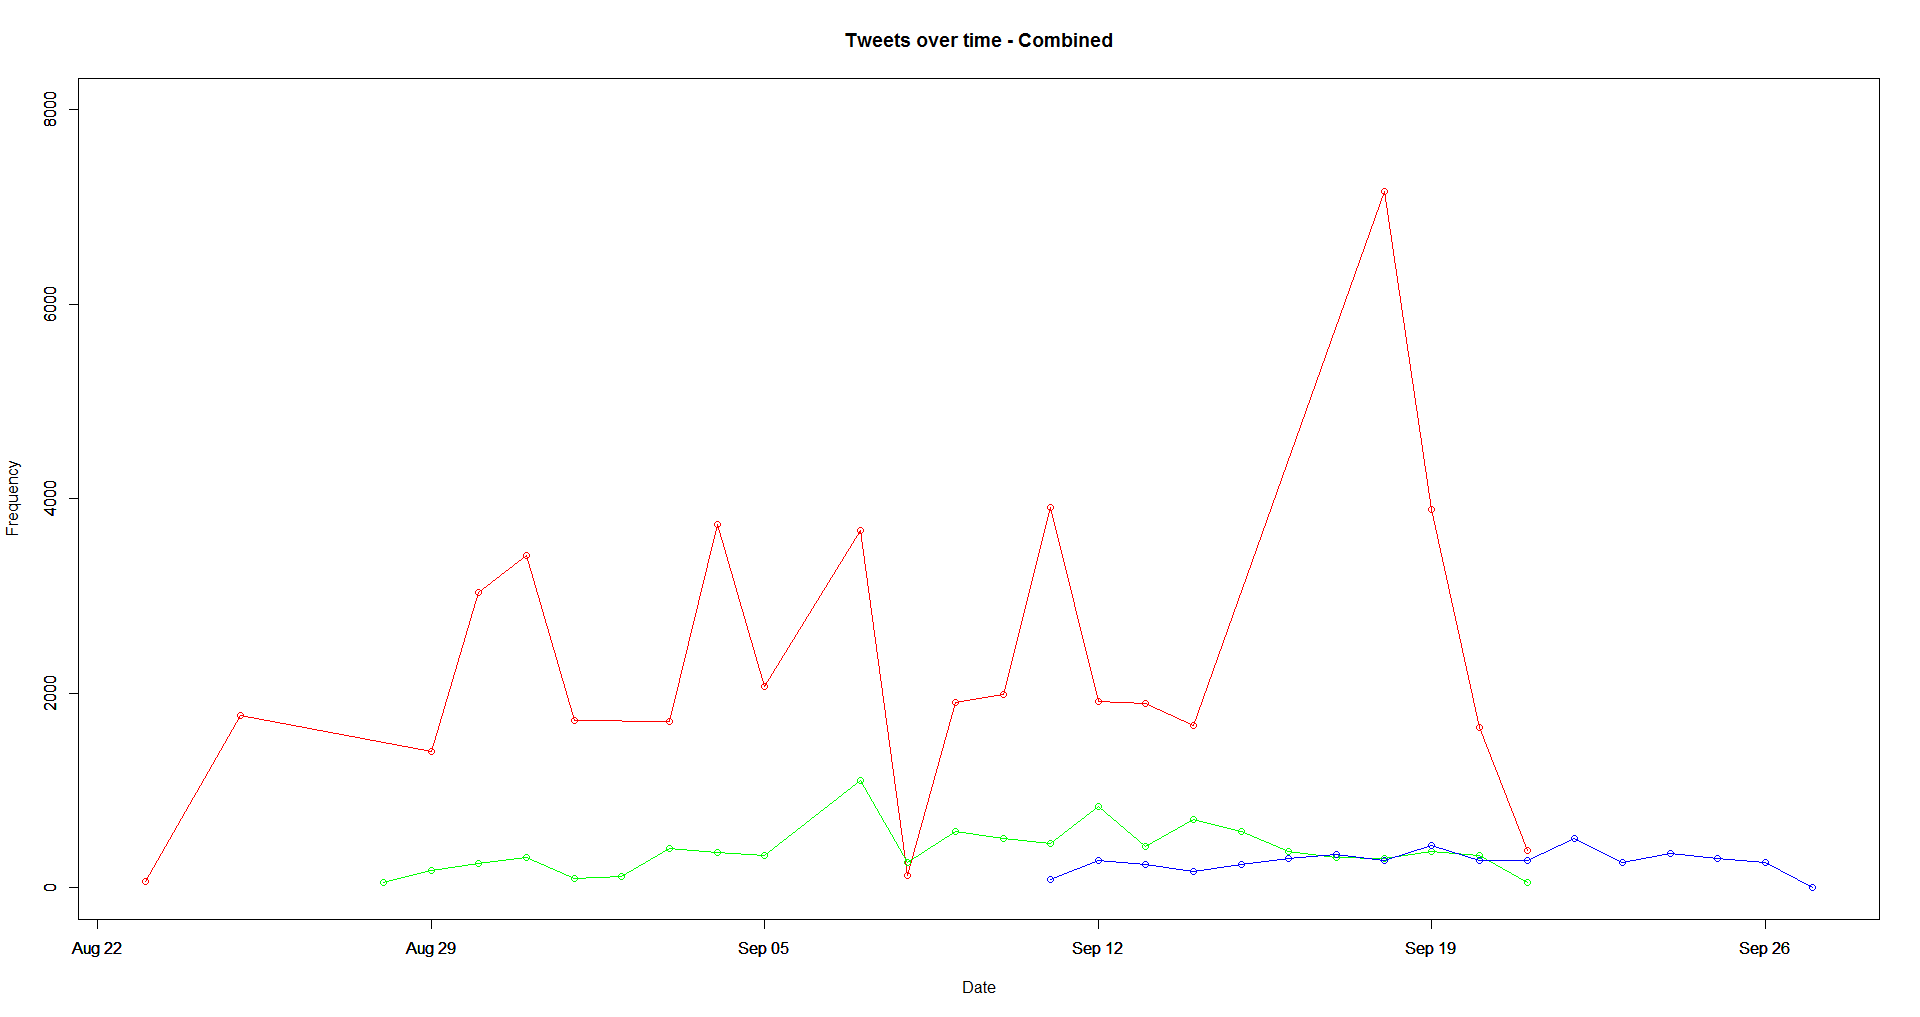 Tweets over time - Combined
8000
6000
4000
2000
0
Frequency
Aug 22
Aug 29
Sep 05
Sep 12
Sep 19
Sep 26
Date